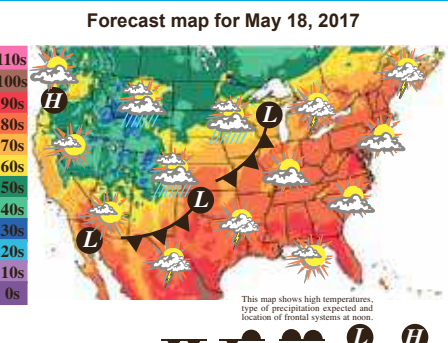 Forecast map for May 18, 2017
110s
100s
90s
80s
70s
60s
50s
40s
30s
20s
10s
0s
H
L
L
L
This map shows high temperatures,
type of precipitation expected and
location of frontal systems at noon.
L
H